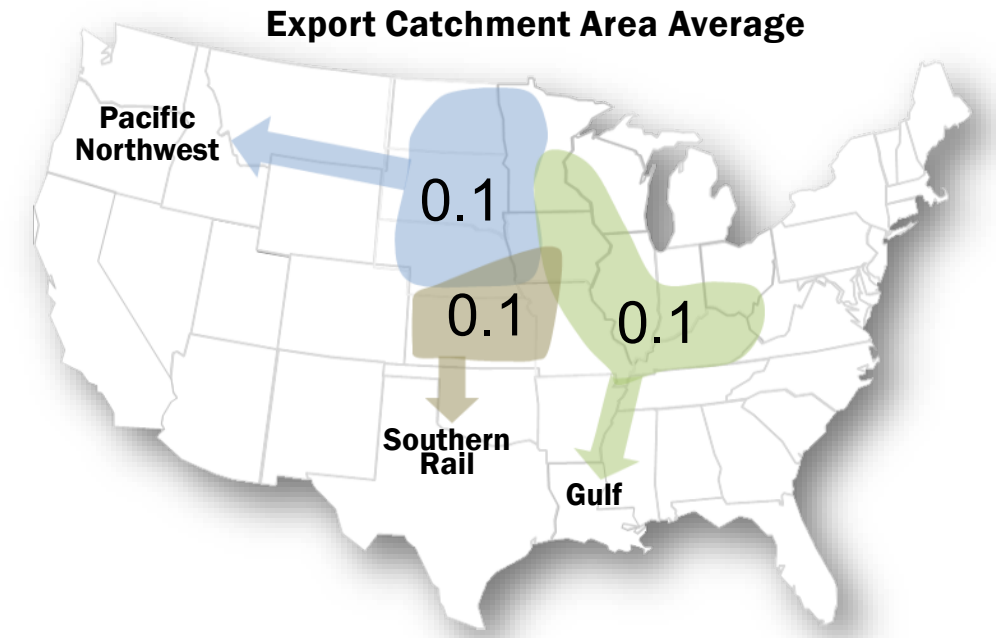 Export Catchment Area Average
Pacific
Northwest
0.1
0.1
0.1
Southern
Rail
Gulf